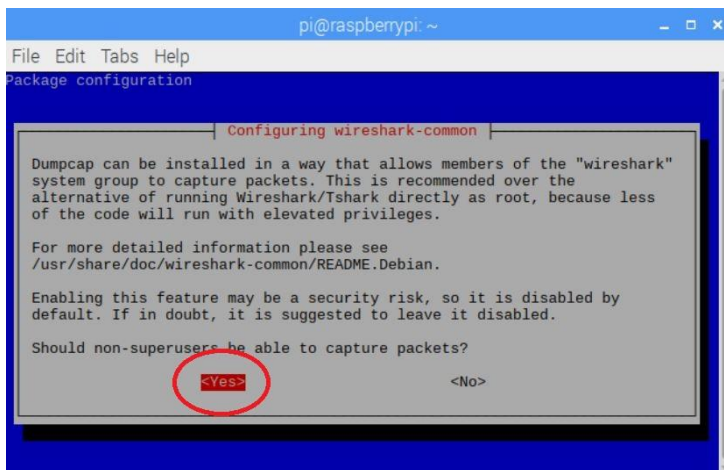 pi@raspberrypi: ~
File Edit Tabs Help
Package configuration
Configuring wireshark-common
Dumpcap can be installed in a way that allows members of the "wireshark"
system group to capture packets. This is recommended over the
alternative of running Wireshark/Tshark directly as root, because less
of the code will run with elevated privileges.
For more detailed information please see
/usr/share/doc/wireshark-common/README.Debian.
Enabling this feature may be a security risk, so it is disabled by
default. If in doubt, it is suggested to leave it disabled.
Should non-superusers be able to capture packets?
<Yes> <No>